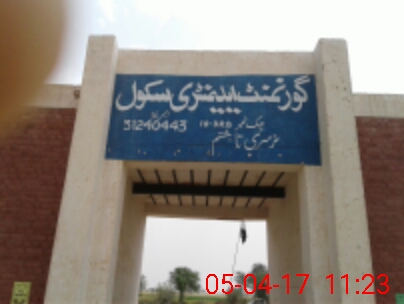 گورنمنٹ ایلیمنٹری سکول
31240443
نرسری تا ہشتم
05-04-17 11:23